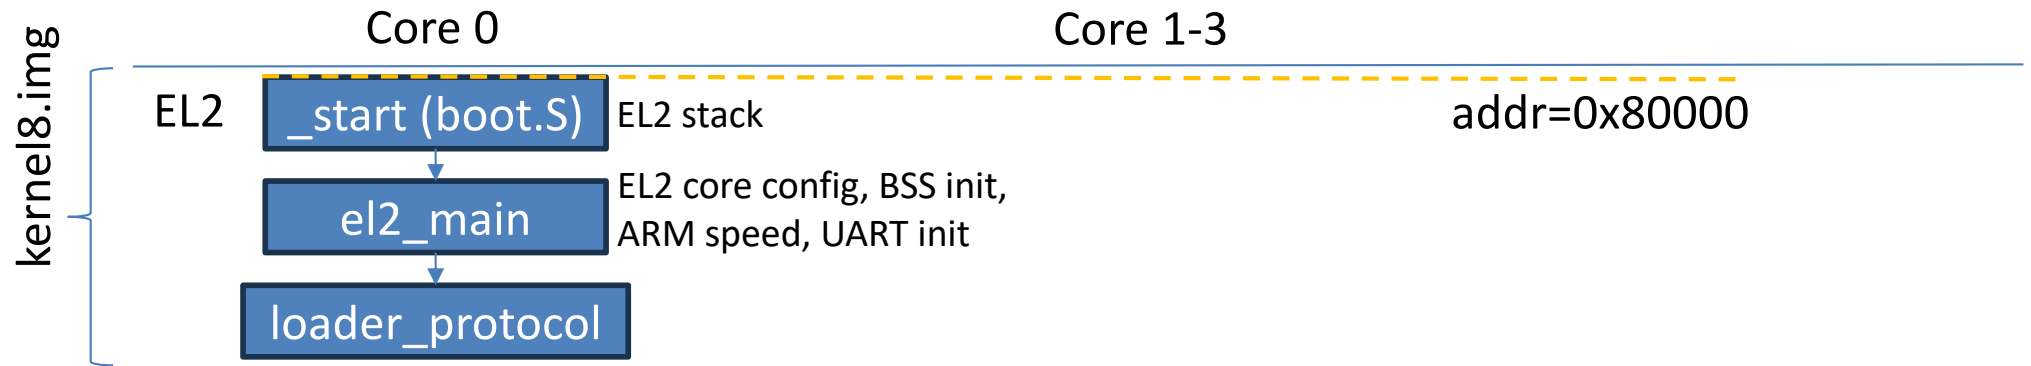 Core 0
Core 1-3
kernel8.img
EL2
_start (boot.S)
EL2 stack
addr=0x80000
el2_main
EL2 core config, BSS init,
ARM speed, UART init
loader_protocol